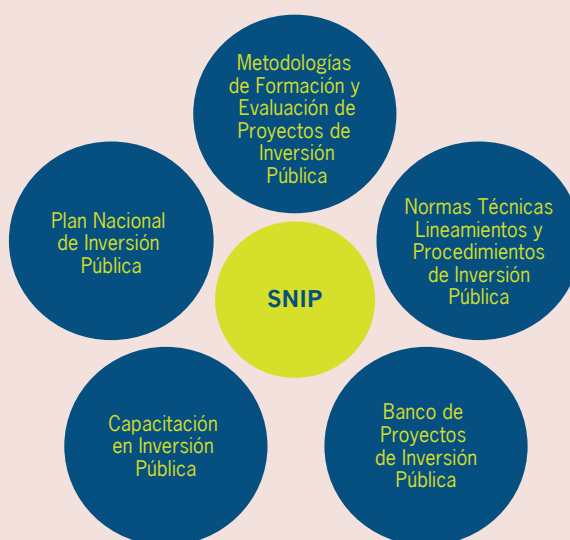 Metodologías
de Formación y
Evaluación de
Proyectos de
Inversión
Pública
Plan Nacional
de Inversión
Pública
Normas Técnicas
Lineamientos y
Procedimientos
de Inversión
Pública
SNIP
Capacitación
en Inversión
Pública
Banco de
Proyectos
de Inversión
Pública